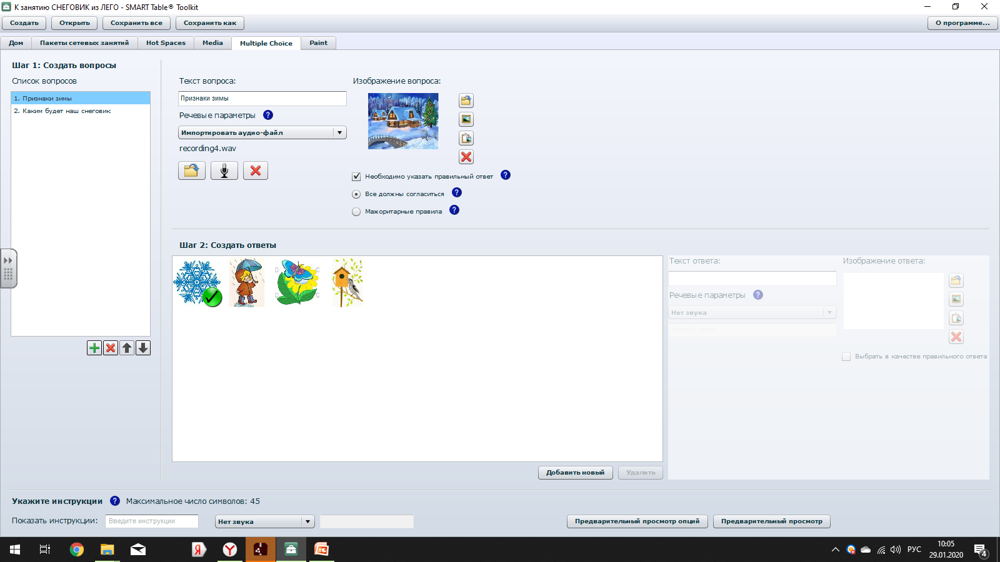 К занятию СНЕГОВИК из ЛЕГО - SMART Table® Toolkit
Создать Открыть Сохранить все Сохранить как О программе...
Дом Пакеты сетевых занятий Hot Spaces Media Multiple Choice Paint
Шаг 1: Создать вопросы
Список вопросов
1. Признаки зимы
2. Каким будет наш снеговик
Текст вопроса:
Признаки зимы
Речевые параметры ?
Импортировать аудио-файл
recording4.wav
Изображение вопроса:
Необходимо указать правильный ответ ?
Все должны согласиться ?
Мажоритарные правила ?
Шаг 2: Создать ответы
Текст ответа:
Речевые параметры ?
Нет звука
Изображение ответа:
Выбрать в качестве правильного ответа
Добавить новый Удалить
Укажите инструкции ? Максимальное число символов: 45
Показать инструкции: Введите инструкции Нет звука Предварительный просмотр опций Предварительный просмотр
РУС
10:05
29.01.2020
4